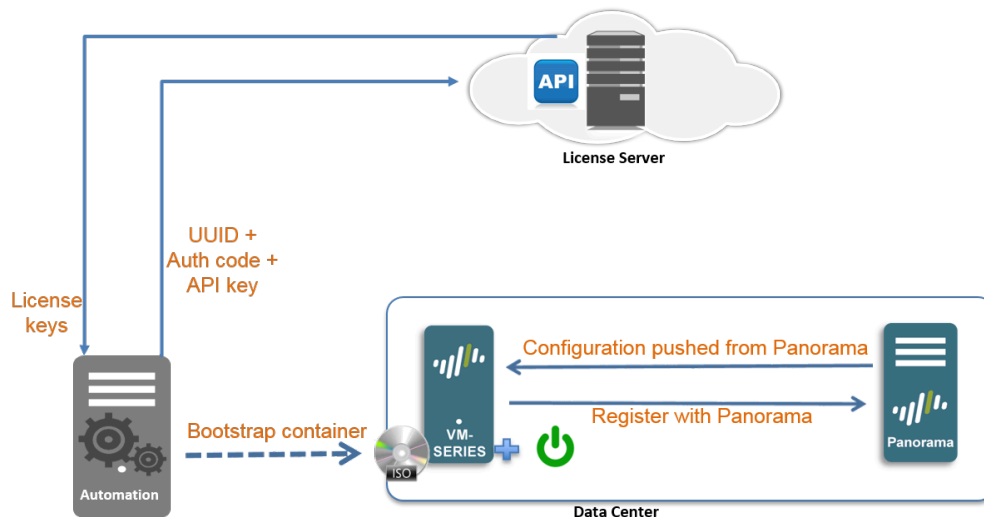 API
License Server
UUID +
Auth code +
API key
License
keys
Configuration pushed from Panorama
Register with Panorama
VM-
SERIES
Panorama
Bootstrap container
ISO
Automation
Data Center